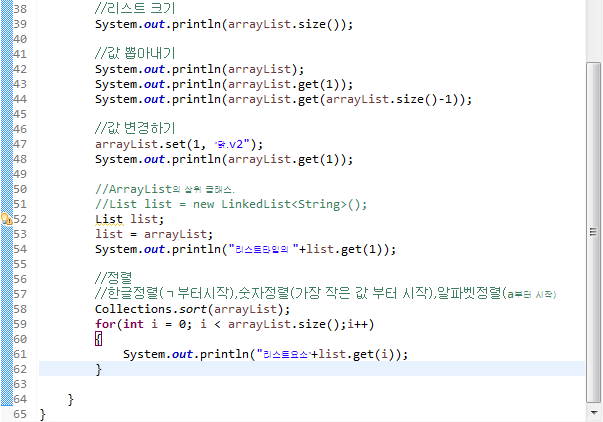 38 //리스트 크기
39 System.out.println(arrayList.size());
40
41 //값 뽑아내기
42 System.out.println(arrayList);
43 System.out.println(arrayList.get(1));
44 System.out.println(arrayList.get(arrayList.size()-1));
45
46 //값 변경하기
47 arrayList.set(1, "닭.v2");
48 System.out.println(arrayList.get(1));
49
50 //ArrayList의 상위 클래스.
51 //List list = new LinkedList<String>();
52 List list;
53 list = arrayList;
54 System.out.println("리스트타입의 "+list.get(1));
55
56 //정렬
57 //한글정렬(ㄱ부터시작),숫자정렬(가장 작은 값 부터 시작),알파벳정렬(a부터 시작)
58 Collections.sort(arrayList);
59 for(int i = 0; i < arrayList.size();i++)
60 {
61 System.out.println("리스트요소"+list.get(i));
62 }
63
64 }
65 }